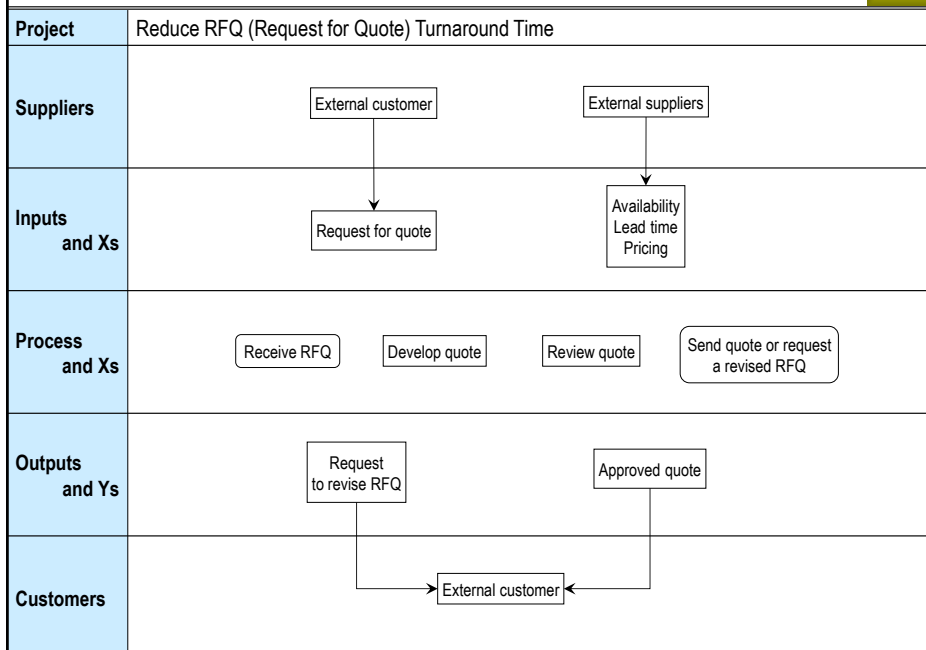 Project
Reduce RFQ (Request for Quote) Turnaround Time
Suppliers
External customer
External suppliers
Inputs
and Xs
Request for quote
Availability
Lead time
Pricing
Process
and Xs
Receive RFQ
Develop quote
Review quote
Send quote or request
a revised RFQ
Outputs
and Ys
Request
to revise RFQ
Approved quote
Customers
External customer